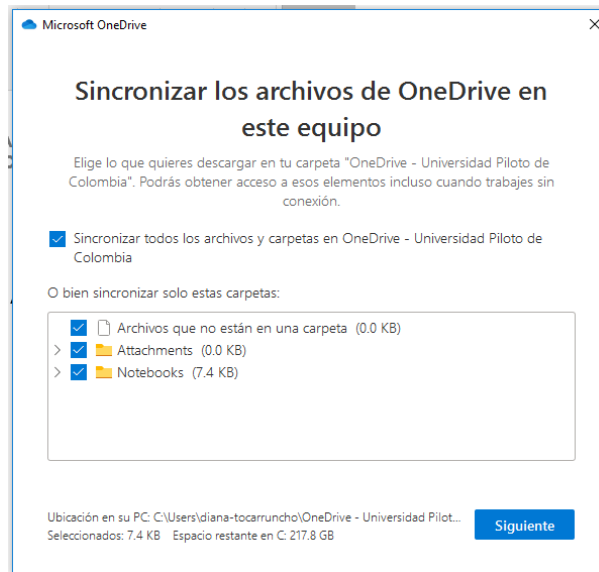 Microsoft OneDrive
Sincronizar los archivos de OneDrive en
este equipo
Elige lo que quieres descargar en tu carpeta "OneDrive - Universidad Piloto de
Colombia". Podrás obtener acceso a esos elementos incluso cuando trabajes sin
conexión.
Sincronizar todos los archivos y carpetas en OneDrive - Universidad Piloto de
Colombia
O bien sincronizar solo estas carpetas:
Archivos que no están en una carpeta (0.0 KB)
Attachments (0.0 KB)
Notebooks (7.4 KB)
Ubicación en su PC: C:\Users\diana-tocarruncho\OneDrive - Universidad Pilot...
Seleccionados: 7.4 KB Espacio restante en C: 217.8 GB
Siguiente